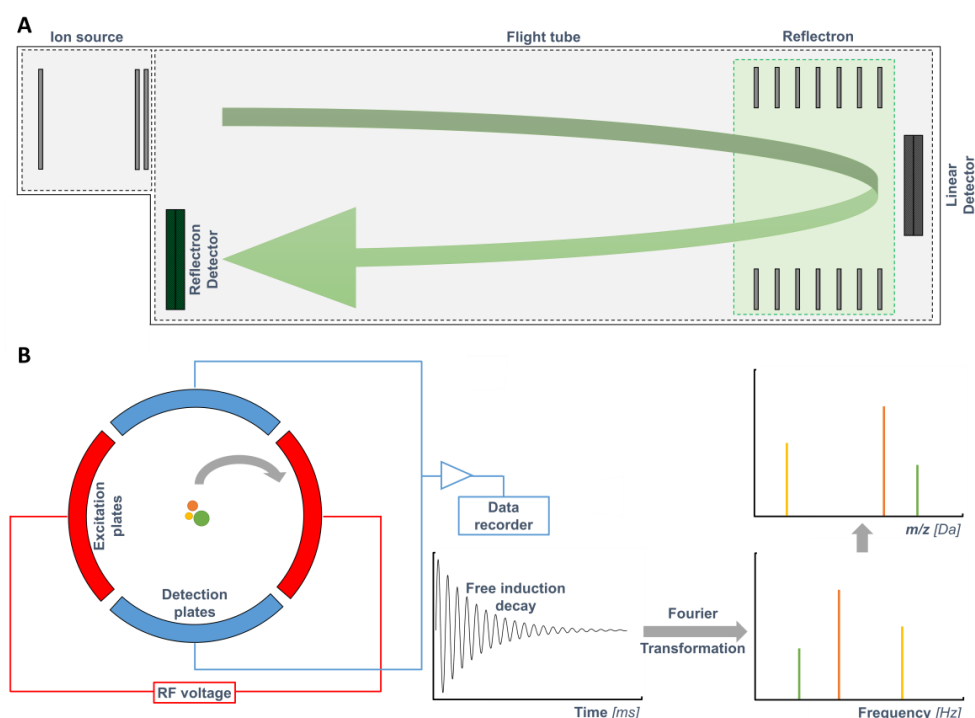 A
Ion source
Flight tube
Reflectron
Linear
Detector
Reflectron
Detector
B
Excitation
plates
Detection
plates
RF voltage
Data
recorder
Free induction
decay
Time [ms]
Fourier
Transformation
m/z [Da]
Frequency [Hz]